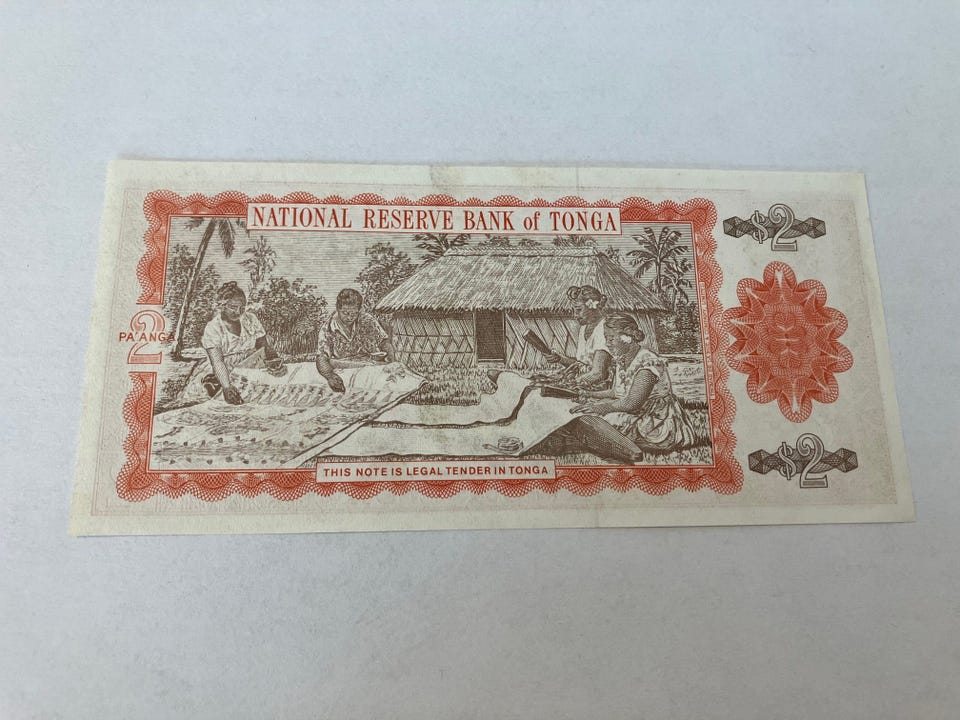 NATIONAL RESERVE BANK of TONGA
$2
2
PA'ANGA
THIS NOTE IS LEGAL TENDER IN TONGA
$2